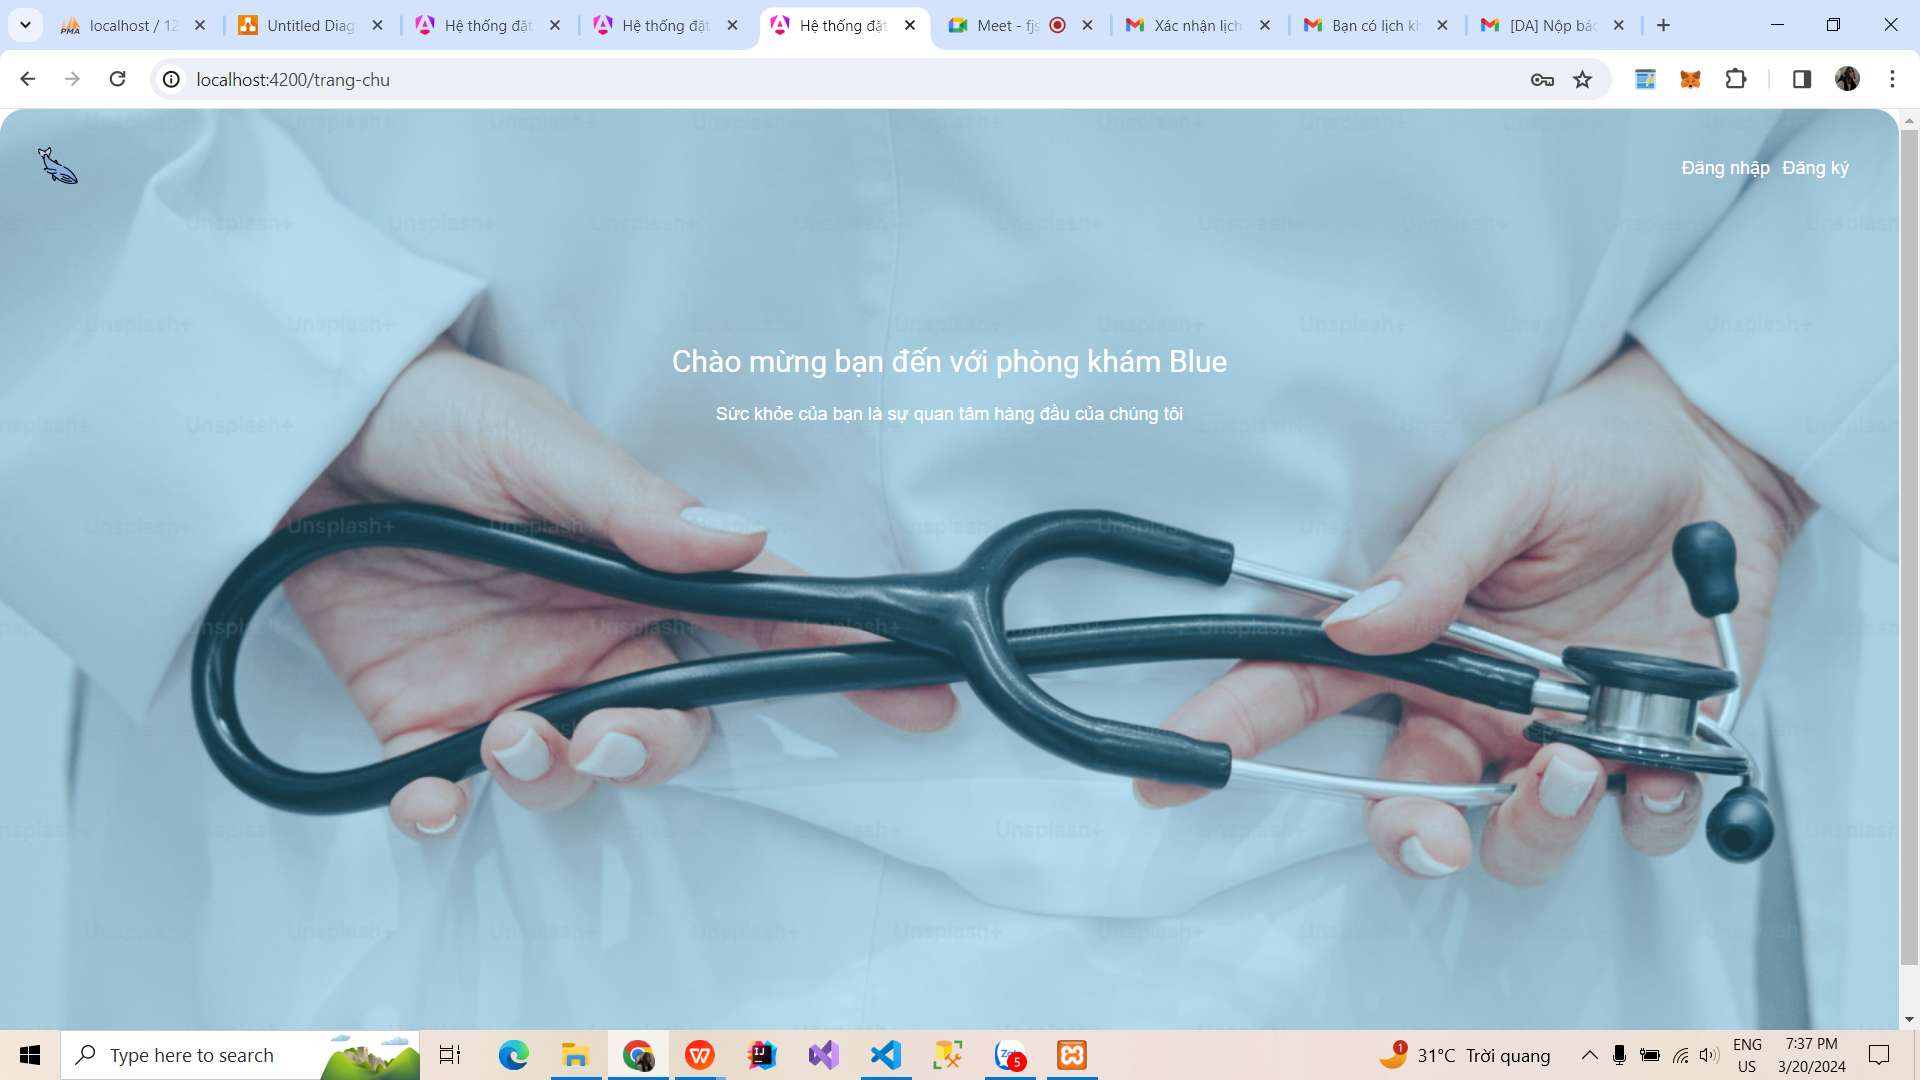 localhost / 12
Untitled Diag
Hệ thống đặt
Hệ thống đặt
Hệ thống đặt
Meet - fjs
Xác nhận lịch
Bạn có lịch kh
[DA] Nộp báo
localhost:4200/trang-chu
Đăng nhập Đăng ký
Chào mừng bạn đến với phòng khám Blue
Sức khỏe của bạn là sự quan tâm hàng đầu của chúng tôi
Unsplash+
Type here to search
31°C Trời quang
ENG
US
7:37 PM
3/20/2024